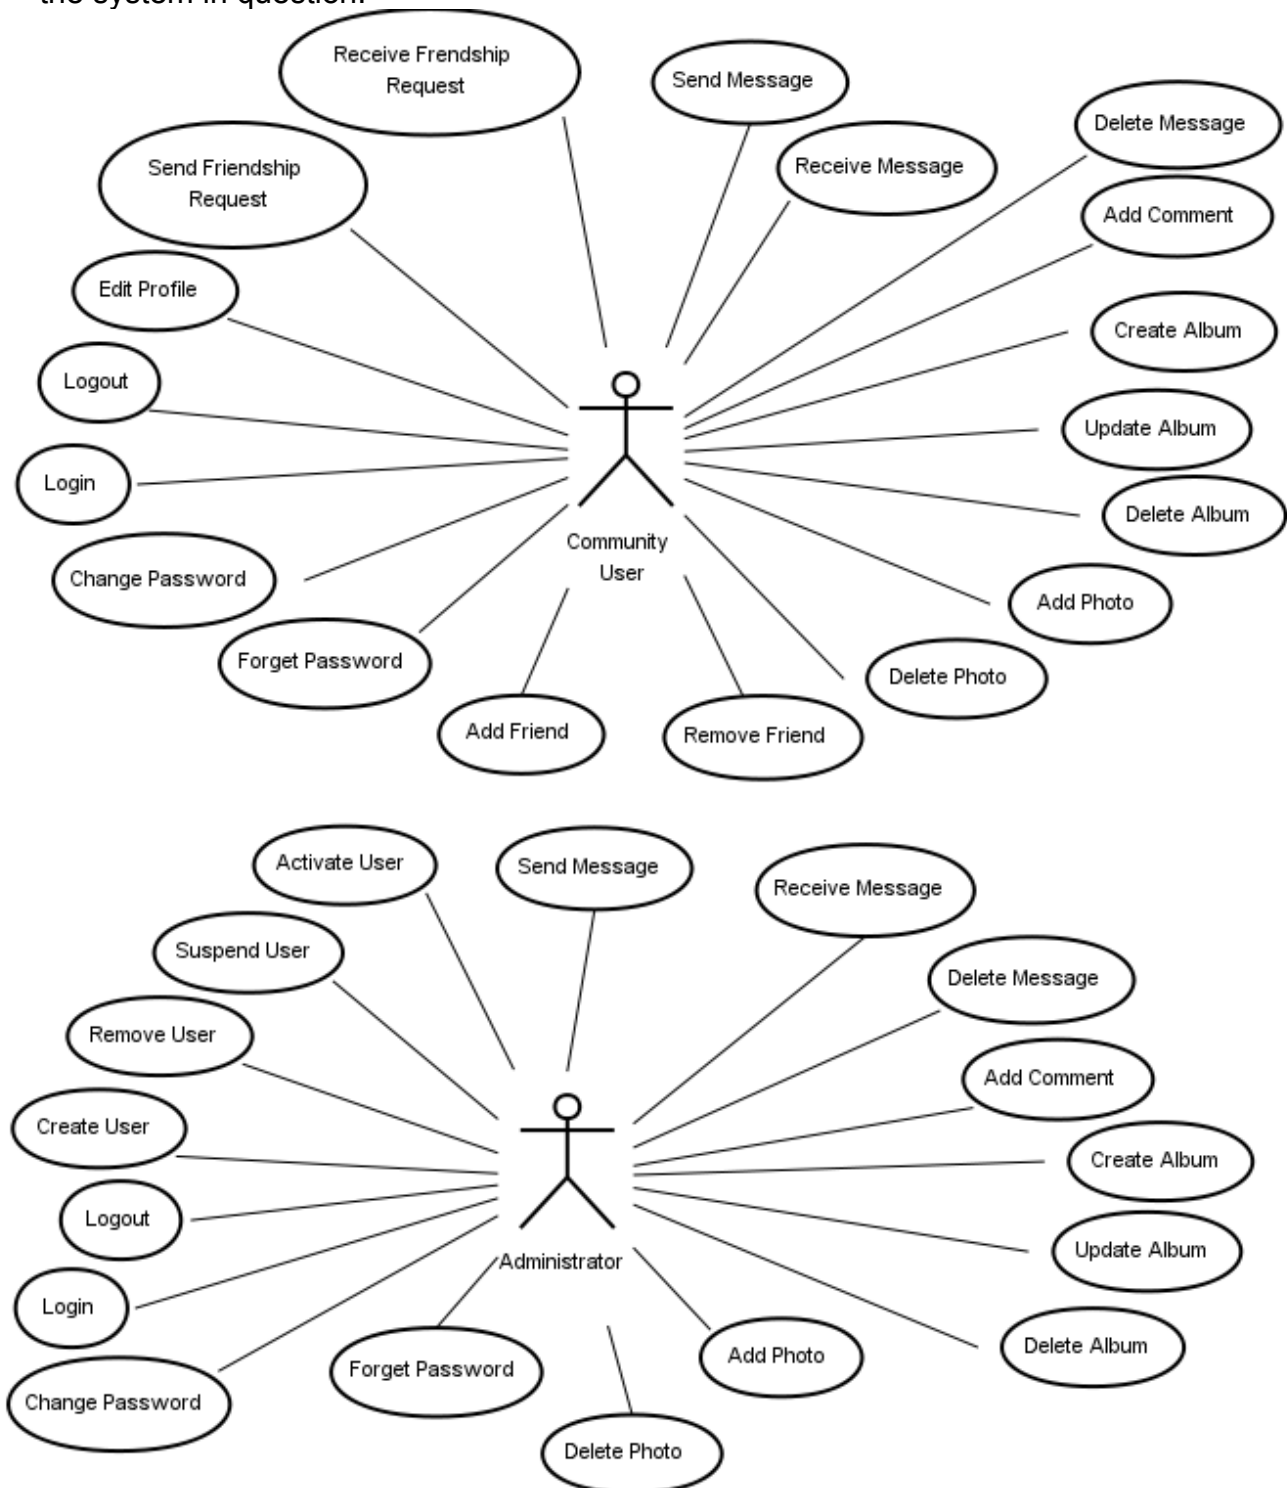 the system in question.
Receive Frendship
Request
Send Message
Delete Message
Receive Message
Send Friendship
Request
Add Comment
Edit Profile
Create Album
Logout
Update Album
Login
Delete Album
Community
User
Change Password
Add Photo
Forget Password
Delete Photo
Add Friend
Remove Friend
Activate User
Send Message
Receive Message
Suspend User
Delete Message
Remove User
Add Comment
Create User
Create Album
Logout
Update Album
Administrator
Login
Delete Album
Add Photo
Forget Password
Change Password
Delete Photo